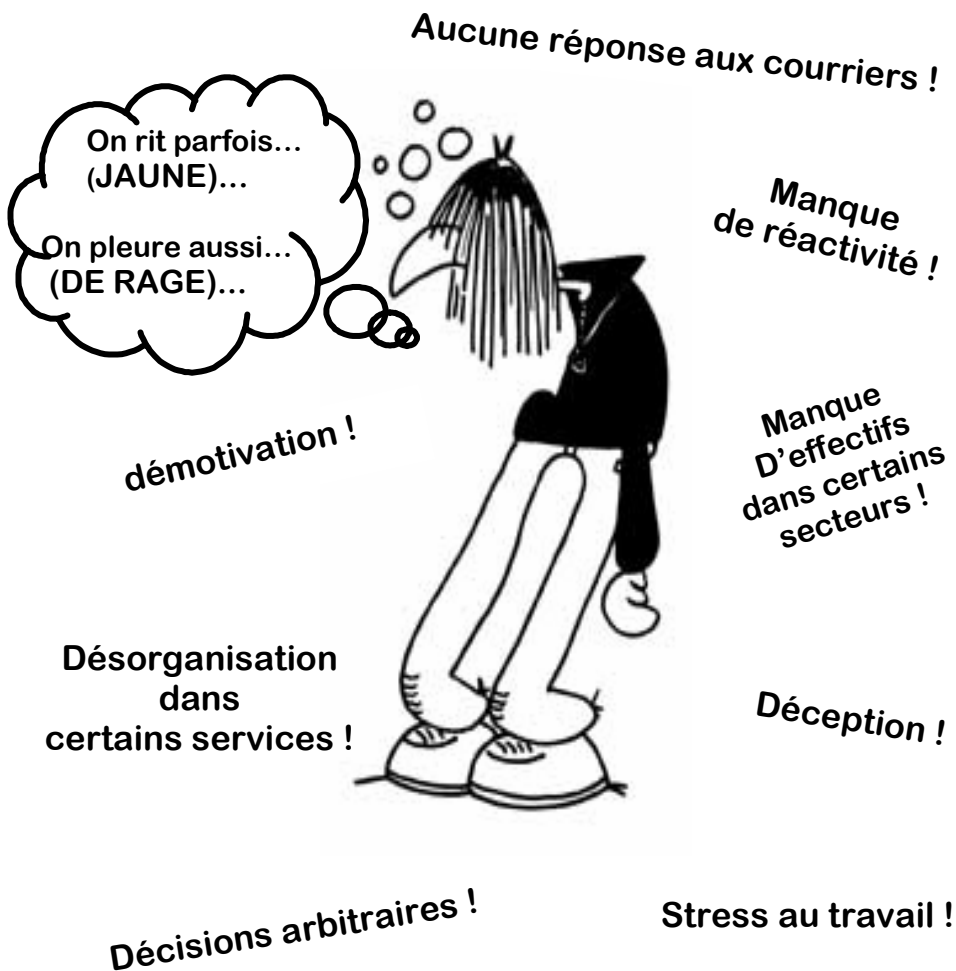 Aucune réponse aux courriers !
On rit parfois…
(JAUNE)…
On pleure aussi…
(DE RAGE)…
Manque
de réactivité !
démotivation !
Manque
D’effectifs
dans certains
secteurs !
Désorganisation
dans
certains services !
Déception !
Décisions arbitraires !
Stress au travail !